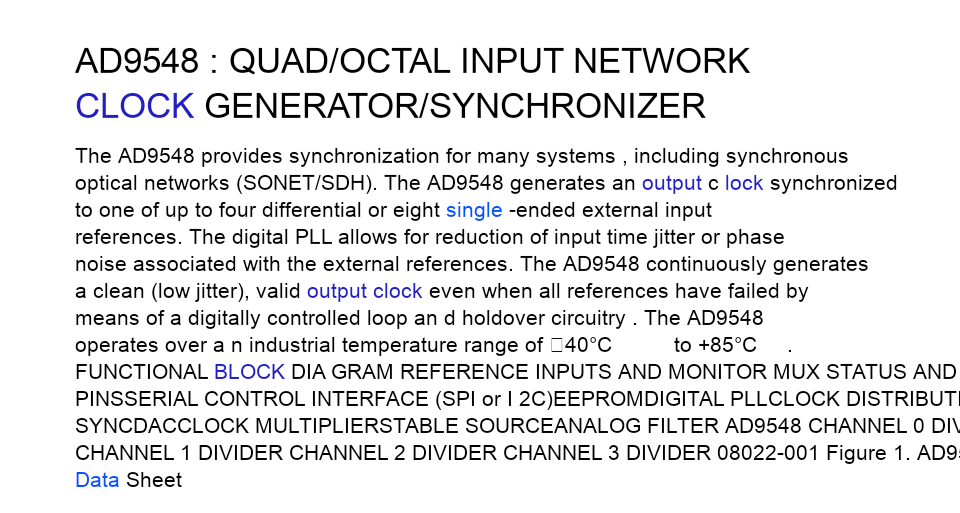 AD9548 : QUAD/OCTAL INPUT NETWORK
CLOCK GENERATOR/SYNCHRONIZER
The AD9548 provides synchronization for many systems , including synchronous
optical networks (SONET/SDH). The AD9548 generates an output c lock synchronized
to one of up to four differential or eight single -ended external input
references. The digital PLL allows for reduction of input time jitter or phase
noise associated with the external references. The AD9548 continuously generates
a clean (low jitter), valid output clock even when all references have failed by
means of a digitally controlled loop an d holdover circuitry . The AD9548
operates over a n industrial temperature range of □40°C to +85°C .
FUNCTIONAL BLOCK DIA GRAM REFERENCE INPUTS AND MONITOR MUX STATUS AND
PINSSERIAL CONTROL INTERFACE (SPI or I 2C)EEPROMDIGITAL PLLCLOCK DISTRIBUTI
SYNCDACCLOCK MULTIPLIERSTABLE SOURCEANALOG FILTER AD9548 CHANNEL 0 DIV
CHANNEL 1 DIVIDER CHANNEL 2 DIVIDER CHANNEL 3 DIVIDER 08022-001 Figure 1. AD95
Data Sheet